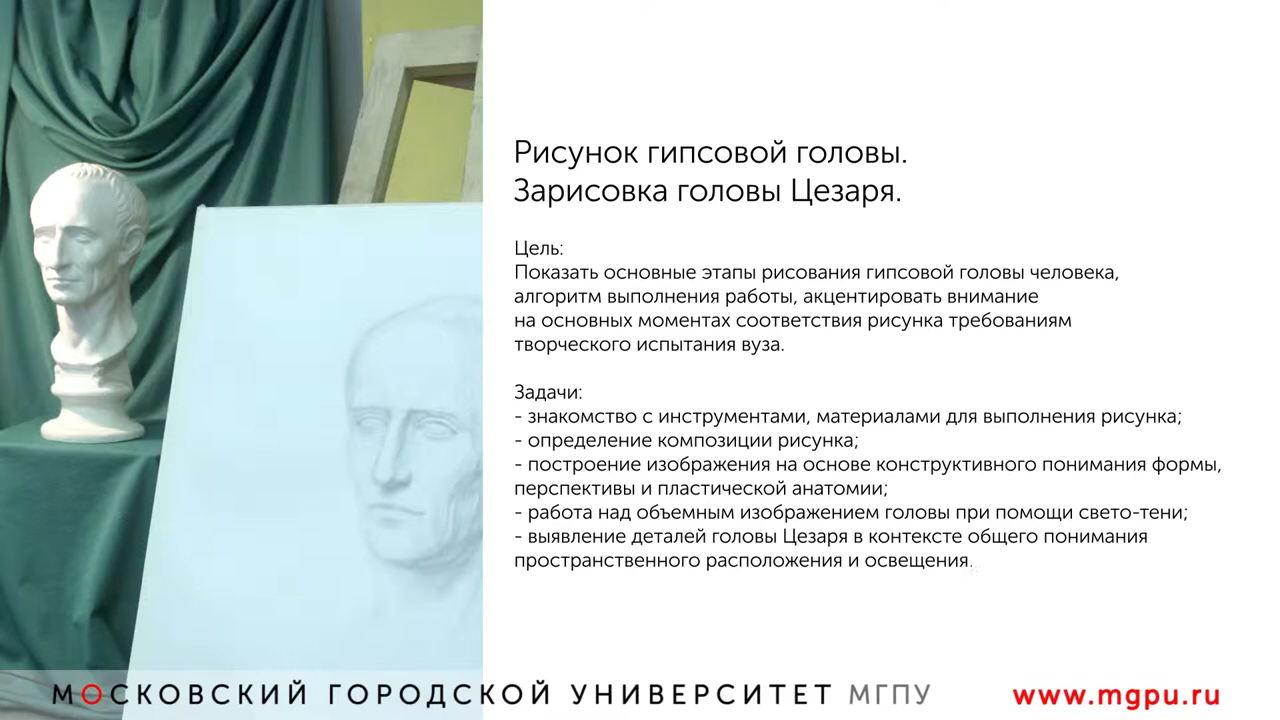 Рисунок гипсовой головы.
Зарисовка головы Цезаря.
Цель:
Показать основные этапы рисования гипсовой головы человека,
алгоритм выполнения работы, акцентировать внимание
на основных моментах соответствия рисунка требованиям
творческого испытания вуза.
Задачи:
- знакомство с инструментами, материалами для выполнения рисунка;
- определение композиции рисунка;
- построение изображения на основе конструктивного понимания формы,
перспективы и пластической анатомии;
- работа над объемным изображением головы при помощи свето-тени;
- выявление деталей головы Цезаря в контексте общего понимания
пространственного расположения и освещения.
МОСКОВСКИЙ ГОРОДСКОЙ УНИВЕРСИТЕТ МГПУ
www.mgpu.ru